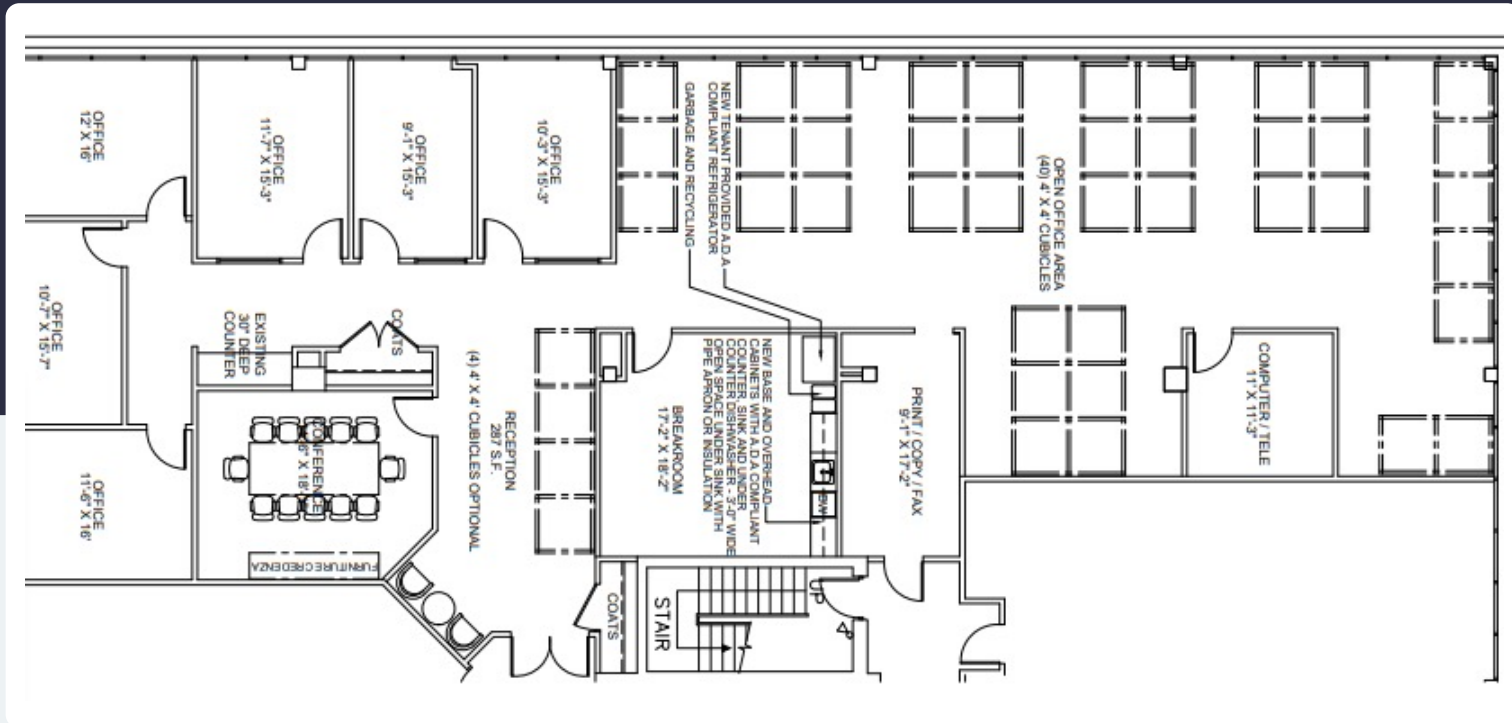 OFFICE
12' X 16'
OFFICE
11'-7" X 15'-3"
OFFICE
9'-1" X 15'-3"
OFFICE
10'-3" X 15'-3"
NEW TENANT PROVIDED A.D.A
COMPLIANT REFRIGERATOR
GARBAGE AND RECYCLING
OPEN OFFICE AREA
(40) 4' X 4' CUBICLES
OFFICE
10'-7" X 15'-7"
EXISTING
30" DEEP
COUNTER
COATS
RECEPTION
287 S.F.
(4) 4' X 4' CUBICLES OPTIONAL
NEW BASE AND OVERHEAD
CABINETS WITH A.D.A COMPLIANT
COUNTER, SINK AND UNDER
COUNTER DISHWASHER - 3'-0" WIDE
OPEN SPACE UNDER SINK WITH
PIPE APRON OR INSULATION
BREAKROOM
17'-2" X 18'-2"
PRINT / COPY / FAX
9'-1" X 17'-2"
COMPUTER / TELE
11' X 11'-3"
OFFICE
11'-6" X 16'
CONFERENCE
X 18'
FURNITURE CREDENZA
COATS
STAIR
UP